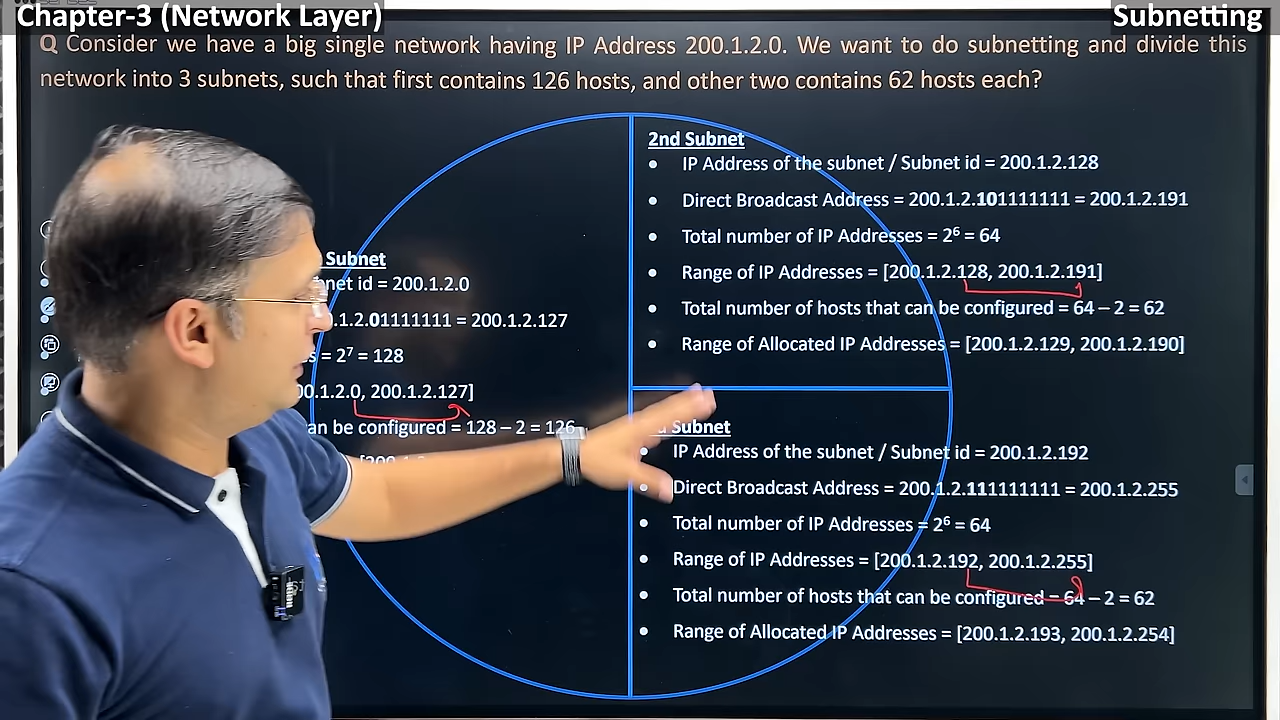 Chapter-3 (Network Layer)
Subnetting
Q Consider we have a big single network having IP Address 200.1.2.0. We want to do subnetting and divide this
network into 3 subnets, such that first contains 126 hosts, and other two contains 62 hosts each?
Subnet
id = 200.1.2.0
1.2.01111111 = 200.1.2.127
= 2⁷ = 128
200.1.2.127]
be configured = 128 – 2 = 126
2nd Subnet
• IP Address of the subnet / Subnet id = 200.1.2.128
• Direct Broadcast Address = 200.1.2.101111111 = 200.1.2.191
• Total number of IP Addresses = 2⁶ = 64
• Range of IP Addresses = [200.1.2.128, 200.1.2.191]
• Total number of hosts that can be configured = 64 – 2 = 62
• Range of Allocated IP Addresses = [200.1.2.129, 200.1.2.190]
Subnet
• IP Address of the subnet / Subnet id = 200.1.2.192
• Direct Broadcast Address = 200.1.2.111111111 = 200.1.2.255
• Total number of IP Addresses = 2⁶ = 64
• Range of IP Addresses = [200.1.2.192, 200.1.2.255]
• Total number of hosts that can be configured = 64 – 2 = 62
• Range of Allocated IP Addresses = [200.1.2.193, 200.1.2.254]